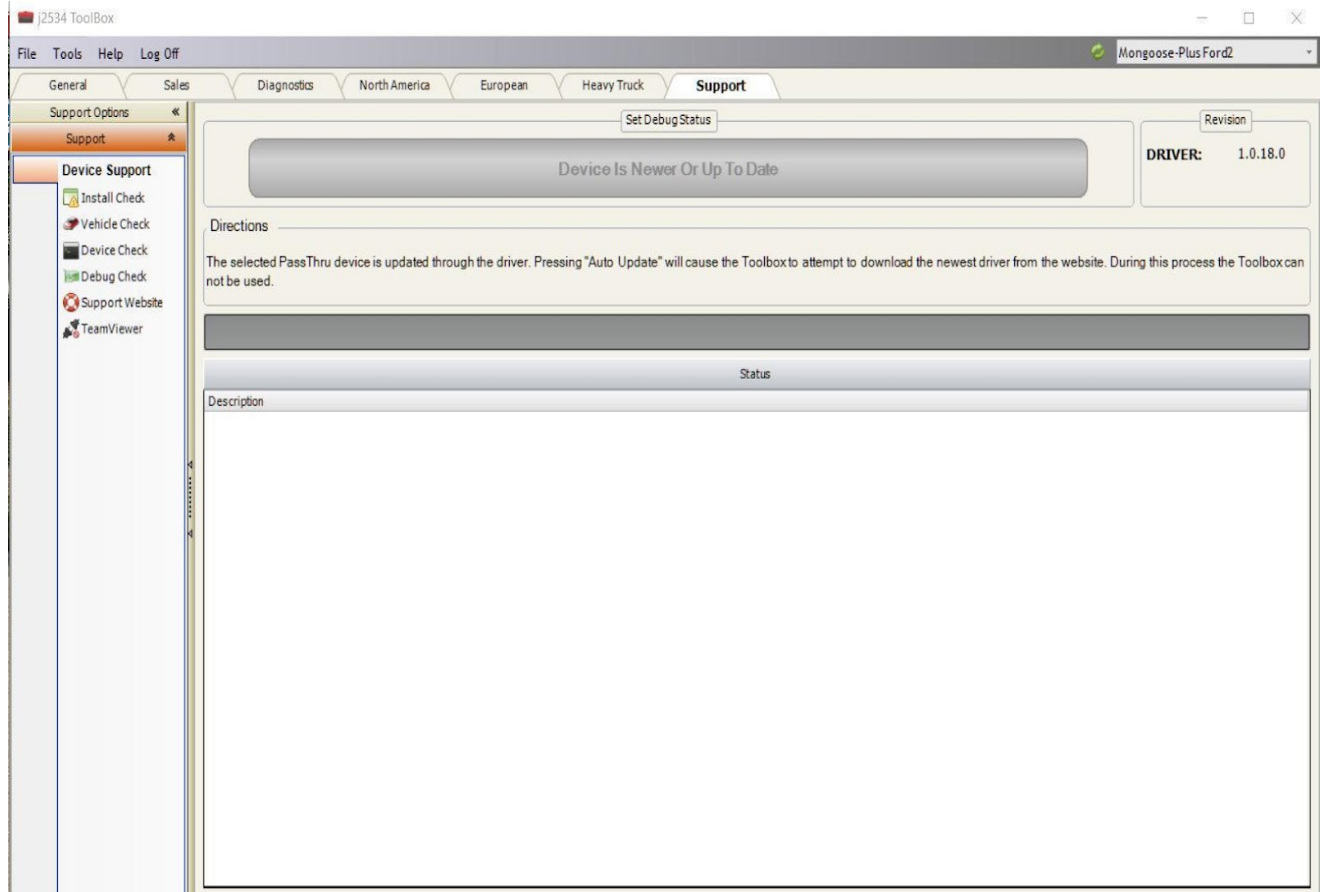 j2534 ToolBox
File Tools Help Log Off
Mongoose-Plus Ford2
General Sales Diagnostics North America European Heavy Truck Support
Support Options
Support
Device Support
Install Check
Vehicle Check
Device Check
Debug Check
Support Website
TeamViewer
Set Debug Status
Device Is Newer Or Up To Date
Revision
DRIVER: 1.0.18.0
Directions
The selected PassThru device is updated through the driver. Pressing "Auto Update" will cause the Toolbox to attempt to download the newest driver from the website. During this process the Toolbox can
not be used.
Status
Description